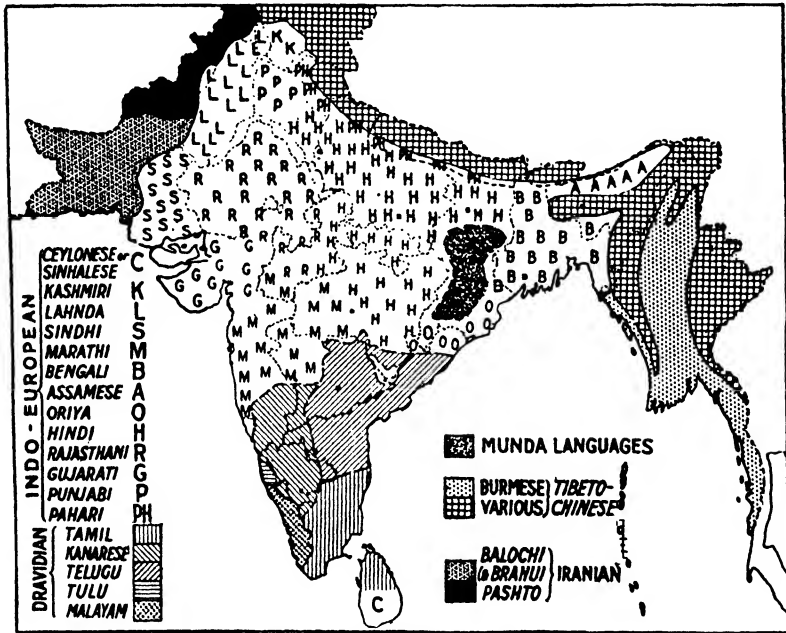 INDO-EUROPEAN
CEYLONESE or C
SINHALESE
KASHMIRI K
LAHNDA L
SINDHI S
MARATHI M
BENGALI B
ASSAMESE A
ORIYA O
HINDI H
RAJASTHANI R
GUJARATI G
PUNJABI P
PAHARI PH
DRAVIDIAN
TAMIL
KANARESE
TELUGU
TULU
MALAYAM
MUNDA LANGUAGES
BURMESE
VARIOUS
TIBETO-
CHINESE
BALOCHI
(& BRAHUI
PASHTO
IRANIAN
C